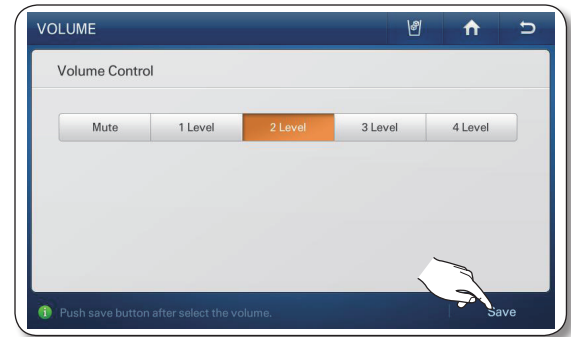 VOLUME
Volume Control
Mute 1 Level 2 Level 3 Level 4 Level
Push save button after select the volume.
Save